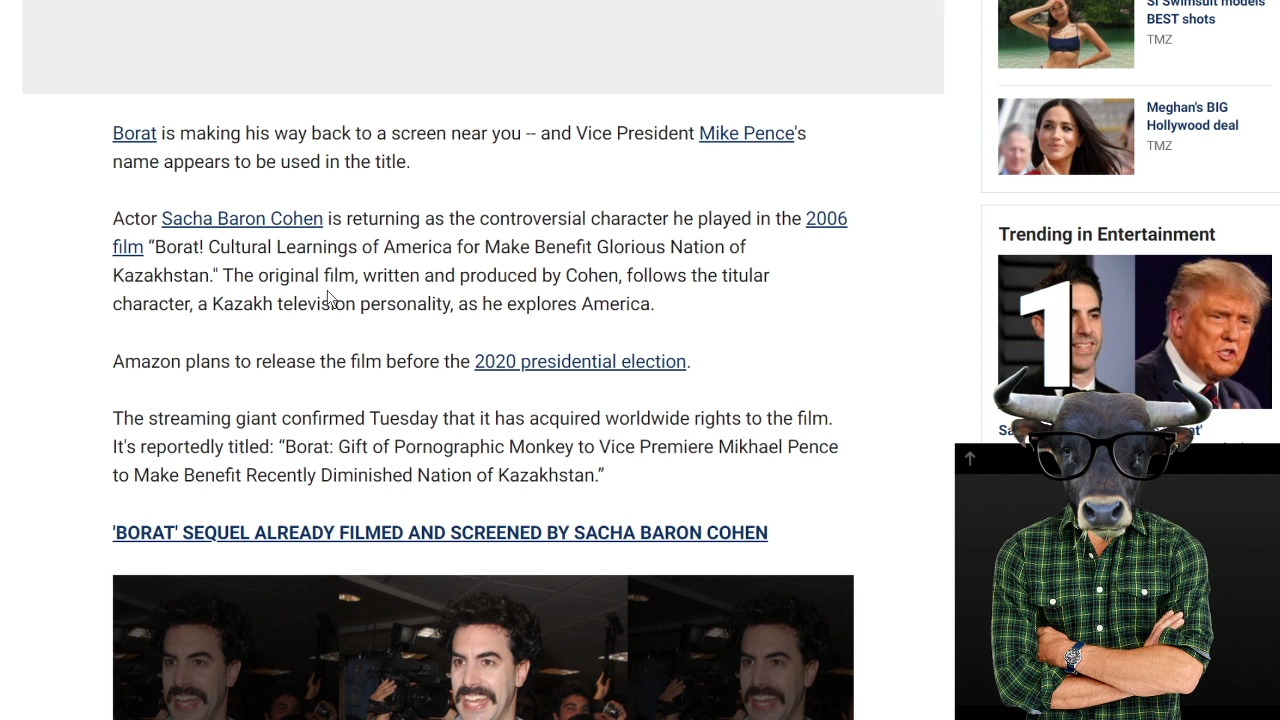 Borat is making his way back to a screen near you -- and Vice President Mike Pence's
name appears to be used in the title.
Actor Sacha Baron Cohen is returning as the controversial character he played in the 2006
film “Borat! Cultural Learnings of America for Make Benefit Glorious Nation of
Kazakhstan." The original film, written and produced by Cohen, follows the titular
character, a Kazakh television personality, as he explores America.
Amazon plans to release the film before the 2020 presidential election.
The streaming giant confirmed Tuesday that it has acquired worldwide rights to the film.
It's reportedly titled: “Borat: Gift of Pornographic Monkey to Vice Premiere Mikhael Pence
to Make Benefit Recently Diminished Nation of Kazakhstan.”
'BORAT' SEQUEL ALREADY FILMED AND SCREENED BY SACHA BARON COHEN
SI Swimsuit models
BEST shots
TMZ
Meghan's BIG
Hollywood deal
TMZ
Trending in Entertainment
1